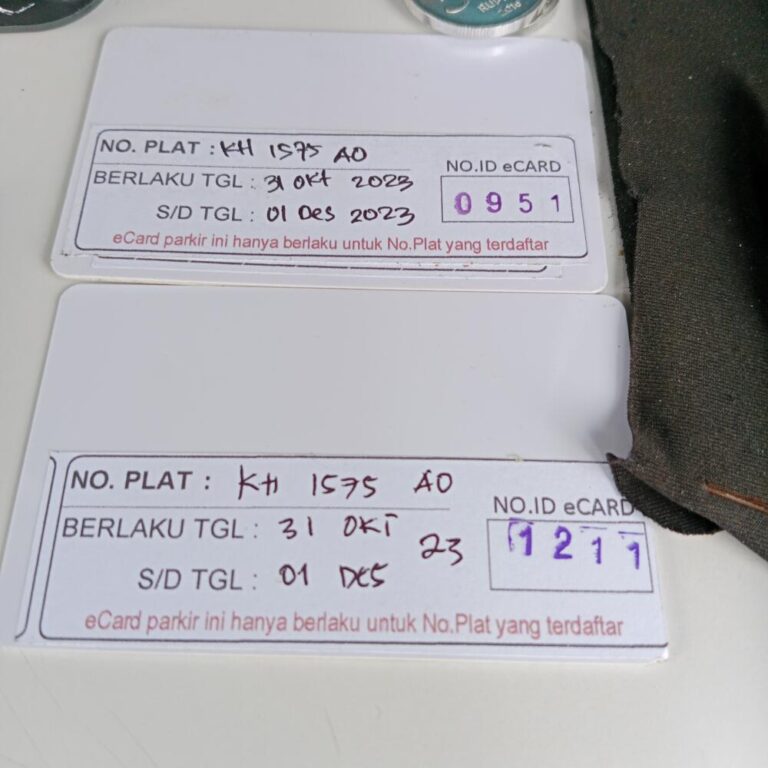 NO. PLAT : KH 1575 AO
BERLAKU TGL : 31 OKt 2023
S/D TGL : 01 Des 2023
NO.ID eCARD
0951
eCard parkir ini hanya berlaku untuk No.Plat yang terdaftar
NO. PLAT : KH 1575 AO
BERLAKU TGL : 31 OKT 23
S/D TGL : 01 DES
NO.ID eCARD
1211
eCard parkir ini hanya berlaku untuk No.Plat yang terdaftar